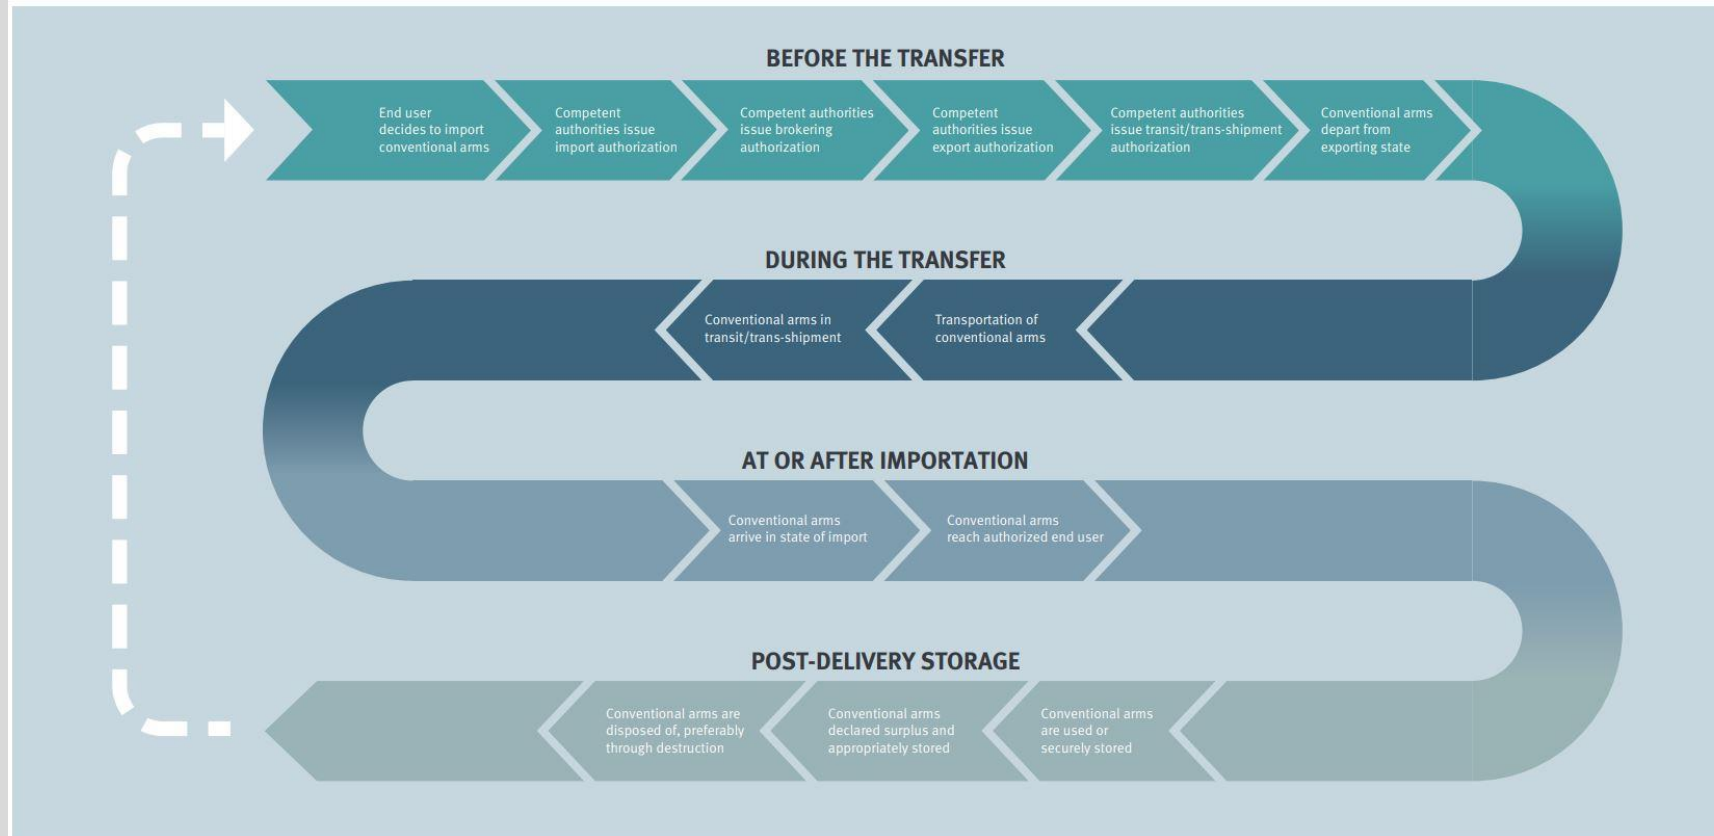 BEFORE THE TRANSFER
End user
decides to import
conventional arms
Competent
authorities issue
import authorization
Competent authorities
issue brokering
authorization
Competent
authorities issue
export authorization
Competent authorities
issue transit/trans-shipment
authorization
Conventional arms
depart from
exporting state
DURING THE TRANSFER
Transportation of
conventional arms
Conventional arms in
transit/trans-shipment
AT OR AFTER IMPORTATION
Conventional arms
arrive in state of import
Conventional arms
reach authorized end user
POST-DELIVERY STORAGE
Conventional arms
are used or
securely stored
Conventional arms
declared surplus and
appropriately stored
Conventional arms are
disposed of, preferably
through destruction